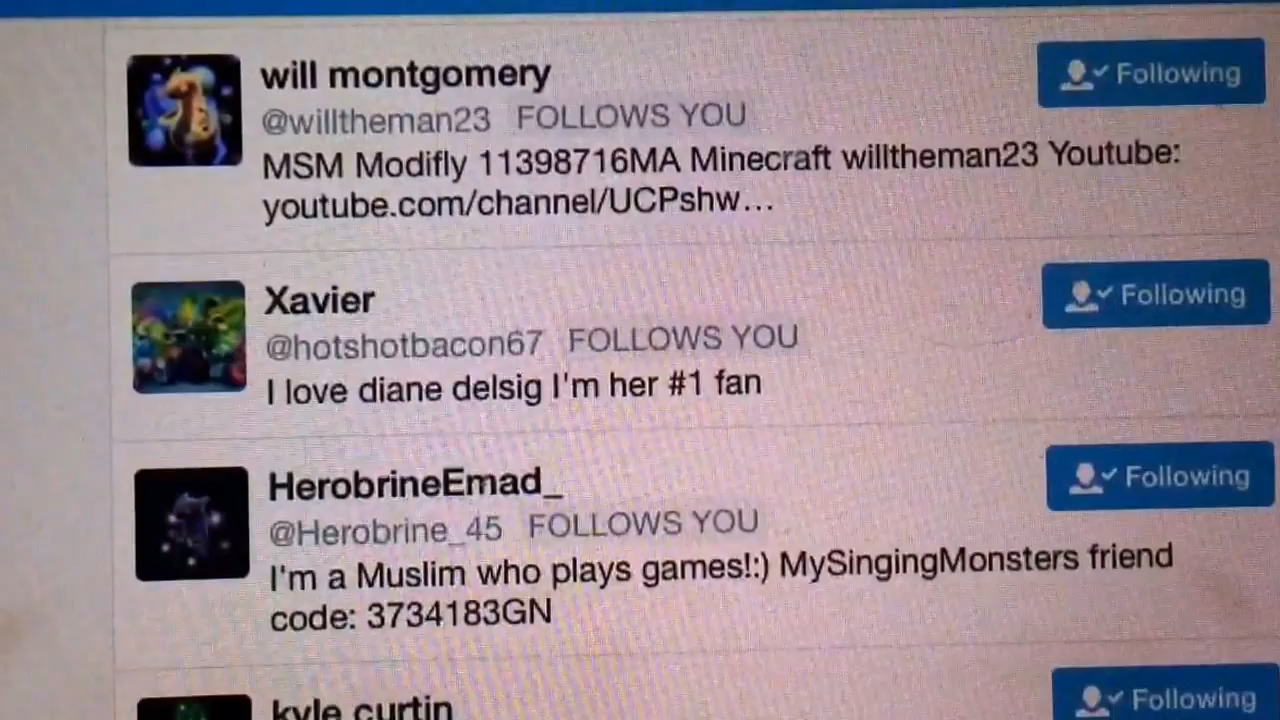 will montgomery
Following
@willtheman23 FOLLOWS YOU
MSM Modifly 11398716MA Minecraft willtheman23 Youtube:
youtube.com/channel/UCPshw...
Xavier
Following
@hotshotbacon67 FOLLOWS YOU
I love diane delsig I'm her #1 fan
HerobrineEmad_
Following
@Herobrine_45 FOLLOWS YOU
I'm a Muslim who plays games!:) MySingingMonsters friend
code: 3734183GN
kyle curtin
Following